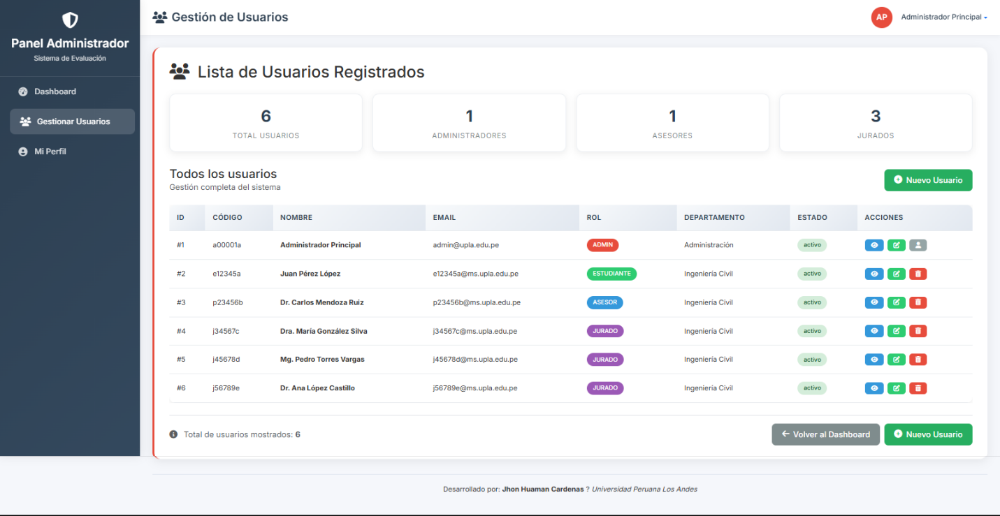 Panel Administrador
Sistema de Evaluación
Dashboard
Gestionar Usuarios
Mi Perfil
Gestión de Usuarios
AP Administrador Principal
Lista de Usuarios Registrados
6
TOTAL USUARIOS
1
ADMINISTRADORES
1
ASESORES
3
JURADOS
Todos los usuarios
Gestión completa del sistema
Nuevo Usuario
ID CÓDIGO NOMBRE EMAIL ROL DEPARTAMENTO ESTADO ACCIONES
#1 a00001a Administrador Principal admin@upla.edu.pe ADMIN Administración activo
#2 e12345a Juan Pérez López e12345a@ms.upla.edu.pe ESTUDIANTE Ingeniería Civil activo
#3 p23456b Dr. Carlos Mendoza Ruiz p23456b@ms.upla.edu.pe ASESOR Ingeniería Civil activo
#4 j34567c Dra. María González Silva j34567c@ms.upla.edu.pe JURADO Ingeniería Civil activo
#5 j45678d Mg. Pedro Torres Vargas j45678d@ms.upla.edu.pe JURADO Ingeniería Civil activo
#6 j56789e Dr. Ana López Castillo j56789e@ms.upla.edu.pe JURADO Ingeniería Civil activo
Total de usuarios mostrados: 6
Volver al Dashboard
Nuevo Usuario
Desarrollado por: Jhon Huaman Cardenas ? Universidad Peruana Los Andes